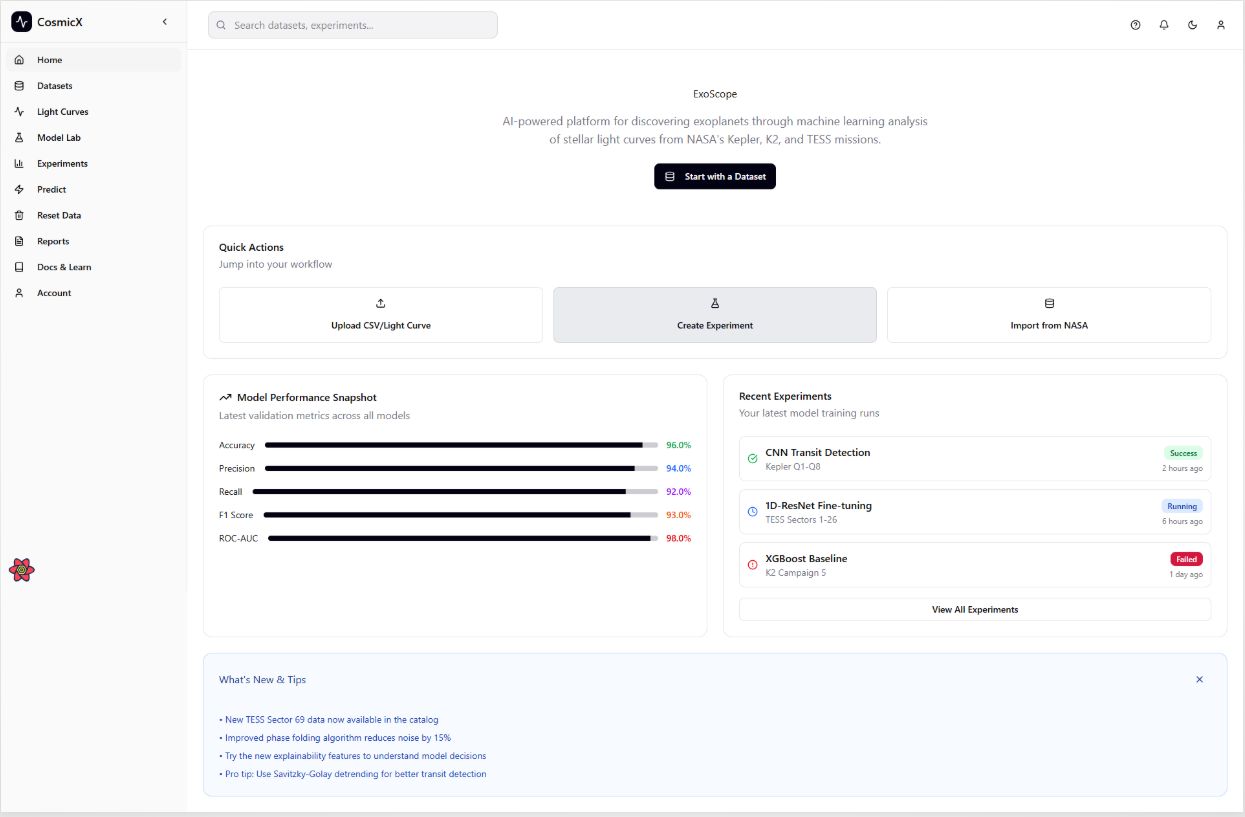 CosmicX
Search datasets, experiments...
Home
Datasets
Light Curves
Model Lab
Experiments
Predict
Reset Data
Reports
Docs & Learn
Account
ExoScope
AI-powered platform for discovering exoplanets through machine learning analysis
of stellar light curves from NASA's Kepler, K2, and TESS missions.
Start with a Dataset
Quick Actions
Jump into your workflow
Upload CSV/Light Curve
Create Experiment
Import from NASA
Model Performance Snapshot
Latest validation metrics across all models
Accuracy 96.0%
Precision 94.0%
Recall 92.0%
F1 Score 93.0%
ROC-AUC 98.0%
Recent Experiments
Your latest model training runs
CNN Transit Detection Success
Kepler Q1-Q8 2 hours ago
1D-ResNet Fine-tuning Running
TESS Sectors 1-26 6 hours ago
XGBoost Baseline Failed
K2 Campaign 5 1 day ago
View All Experiments
What's New & Tips
• New TESS Sector 69 data now available in the catalog
• Improved phase folding algorithm reduces noise by 15%
• Try the new explainability features to understand model decisions
• Pro tip: Use Savitzky-Golay detrending for better transit detection